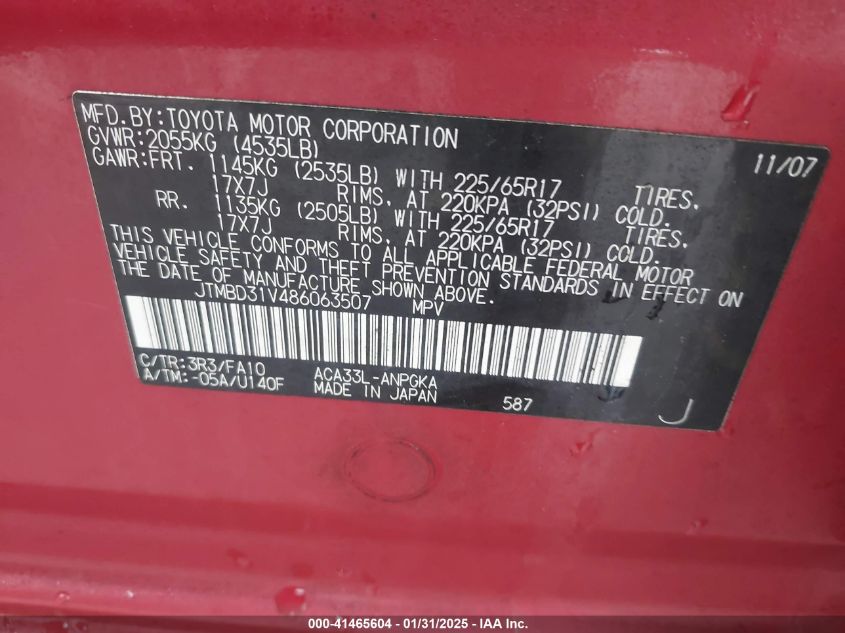 MFD.BY:TOYOTA MOTOR CORPORATION 11/07
GVWR:2055KG (4535LB)
GAWR:FRT. 1145KG (2535LB) WITH 225/65R17 TIRES.
17X7J RIMS, AT 220KPA (32PSI) COLD.
RR. 1135KG (2505LB) WITH 225/65R17 TIRES.
17X7J RIMS, AT 220KPA (32PSI) COLD.
THIS VEHICLE CONFORMS TO ALL APPLICABLE FEDERAL MOTOR
VEHICLE SAFETY AND THEFT PREVENTION STANDARDS IN EFFECT ON
THE DATE OF MANUFACTURE SHOWN ABOVE.
JTMBD31V486063507 MPV
C/TR:3R3/FA10 ACA33L-ANPGKA
A/TM:-05A/U140F MADE IN JAPAN 587 J
000-41465604 - 01/31/2025 - IAA Inc.